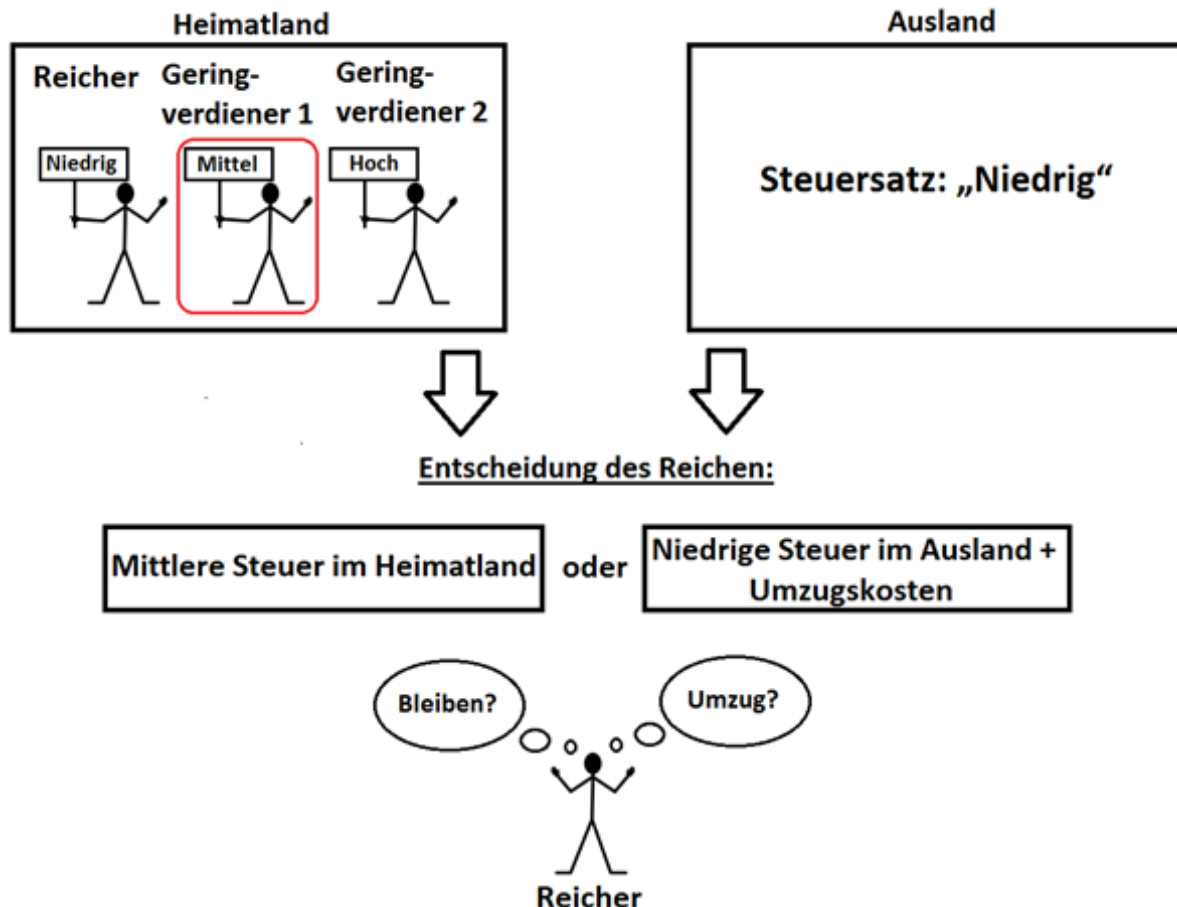 Heimatland
Ausland
Reicher
Gering-
verdiener 1
Gering-
verdiener 2
Niedrig
Mittel
Hoch
Steuersatz: „Niedrig“
Entscheidung des Reichen:
Mittlere Steuer im Heimatland
oder
Niedrige Steuer im Ausland +
Umzugskosten
Bleiben?
Umzug?
Reicher